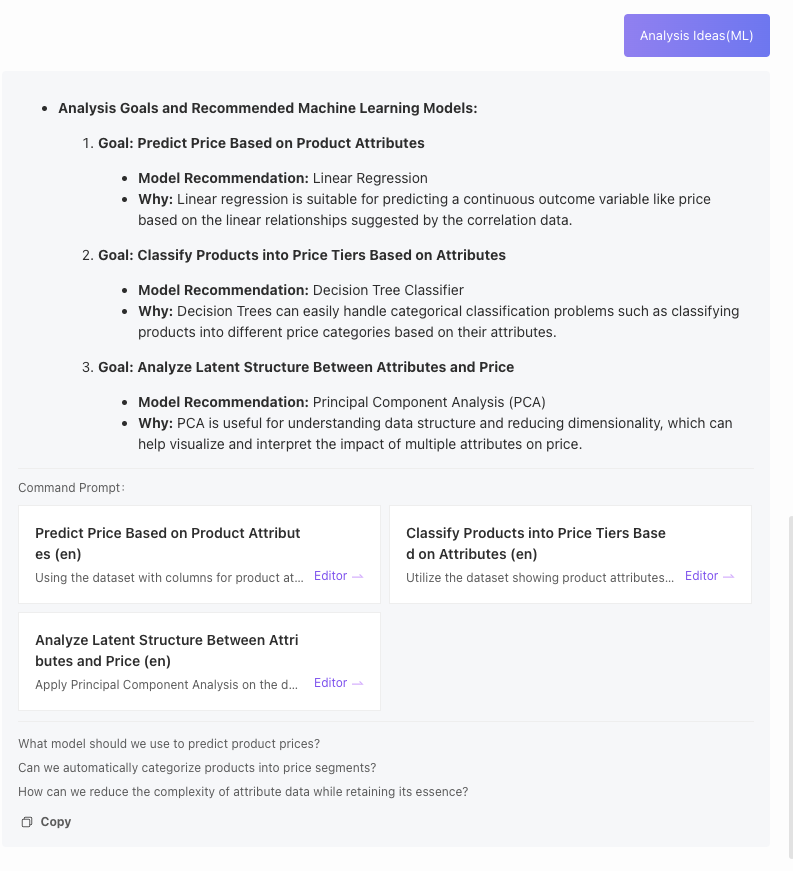 Analysis Ideas(ML)
Analysis Goals and Recommended Machine Learning Models:
1. Goal: Predict Price Based on Product Attributes
Model Recommendation: Linear Regression
Why: Linear regression is suitable for predicting a continuous outcome variable like price
based on the linear relationships suggested by the correlation data.
2. Goal: Classify Products into Price Tiers Based on Attributes
Model Recommendation: Decision Tree Classifier
Why: Decision Trees can easily handle categorical classification problems such as classifying
products into different price categories based on their attributes.
3. Goal: Analyze Latent Structure Between Attributes and Price
Model Recommendation: Principal Component Analysis (PCA)
Why: PCA is useful for understanding data structure and reducing dimensionality, which can
help visualize and interpret the impact of multiple attributes on price.
Command Prompt:
Predict Price Based on Product Attribut
es (en)
Using the dataset with columns for product at... Editor
Classify Products into Price Tiers Base
d on Attributes (en)
Utilize the dataset showing product attributes... Editor
Analyze Latent Structure Between Attri
butes and Price (en)
Apply Principal Component Analysis on the d... Editor
What model should we use to predict product prices?
Can we automatically categorize products into price segments?
How can we reduce the complexity of attribute data while retaining its essence?
Copy